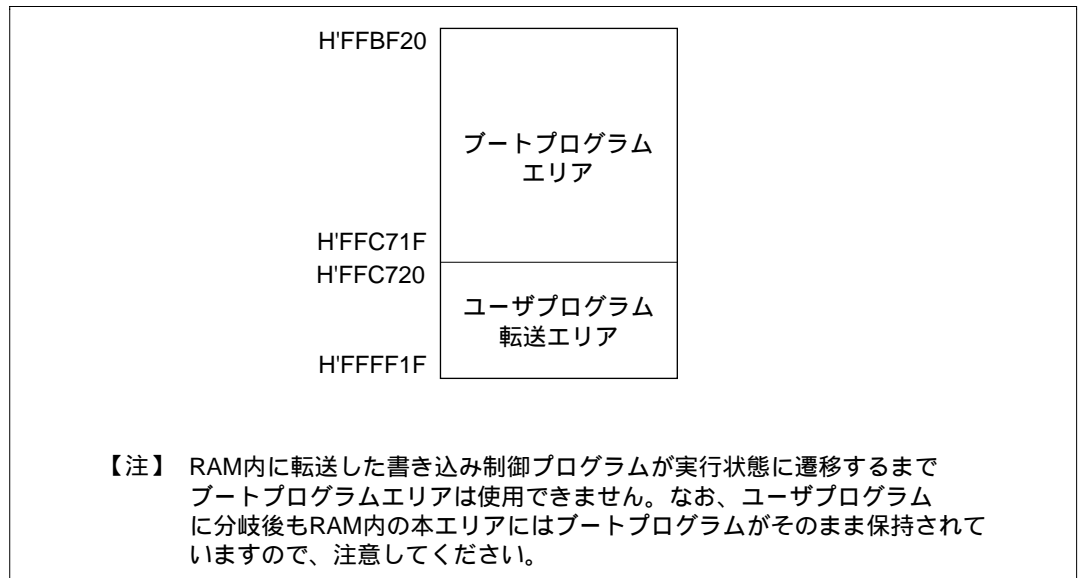 H'FFBF20
ブートプログラム
エリア
H'FFC71F
H'FFC720
ユーザプログラム
転送エリア
H'FFFF1F
【注】 RAM内に転送した書き込み制御プログラムが実行状態に遷移するまで
ブートプログラムエリアは使用できません。なお、ユーザプログラム
に分岐後もRAM内の本エリアにはブートプログラムがそのまま保持されて
いますので、注意してください。